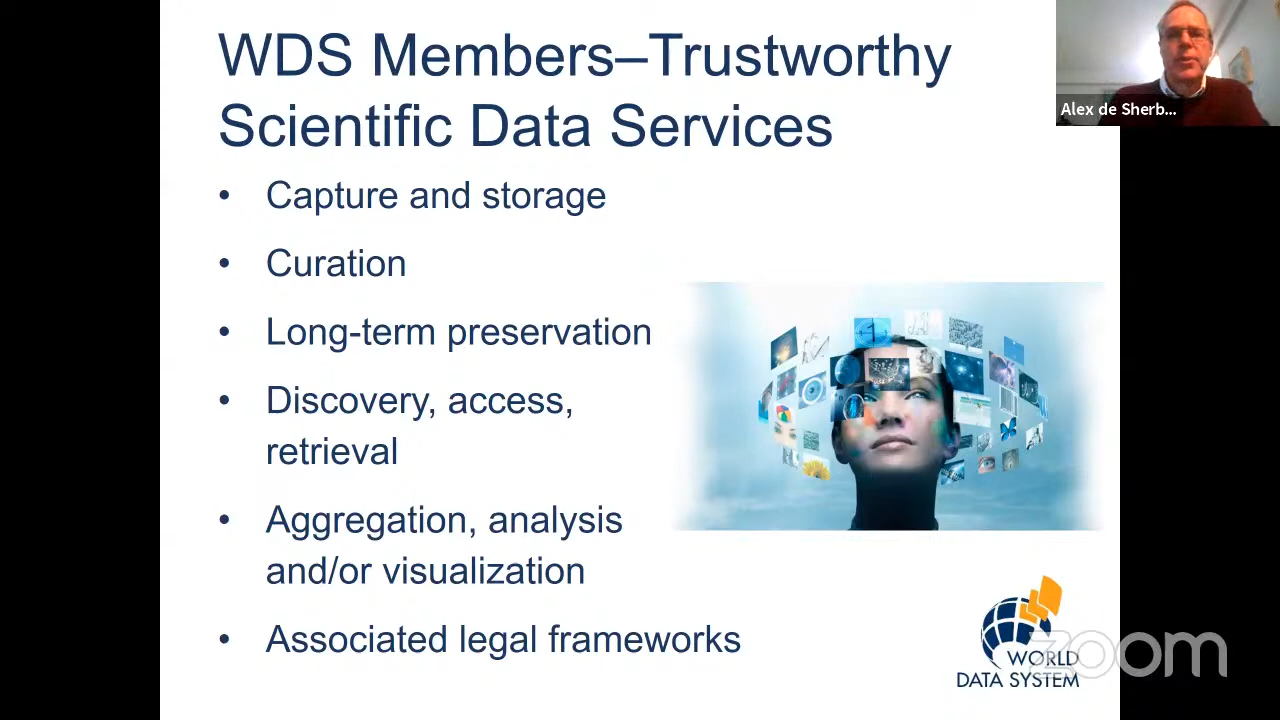 WDS Members–Trustworthy
Scientific Data Services
Alex de Sherb...
• Capture and storage
• Curation
• Long-term preservation
• Discovery, access,
retrieval
• Aggregation, analysis
and/or visualization
• Associated legal frameworks
WORLD
DATA SYSTEM
zoom